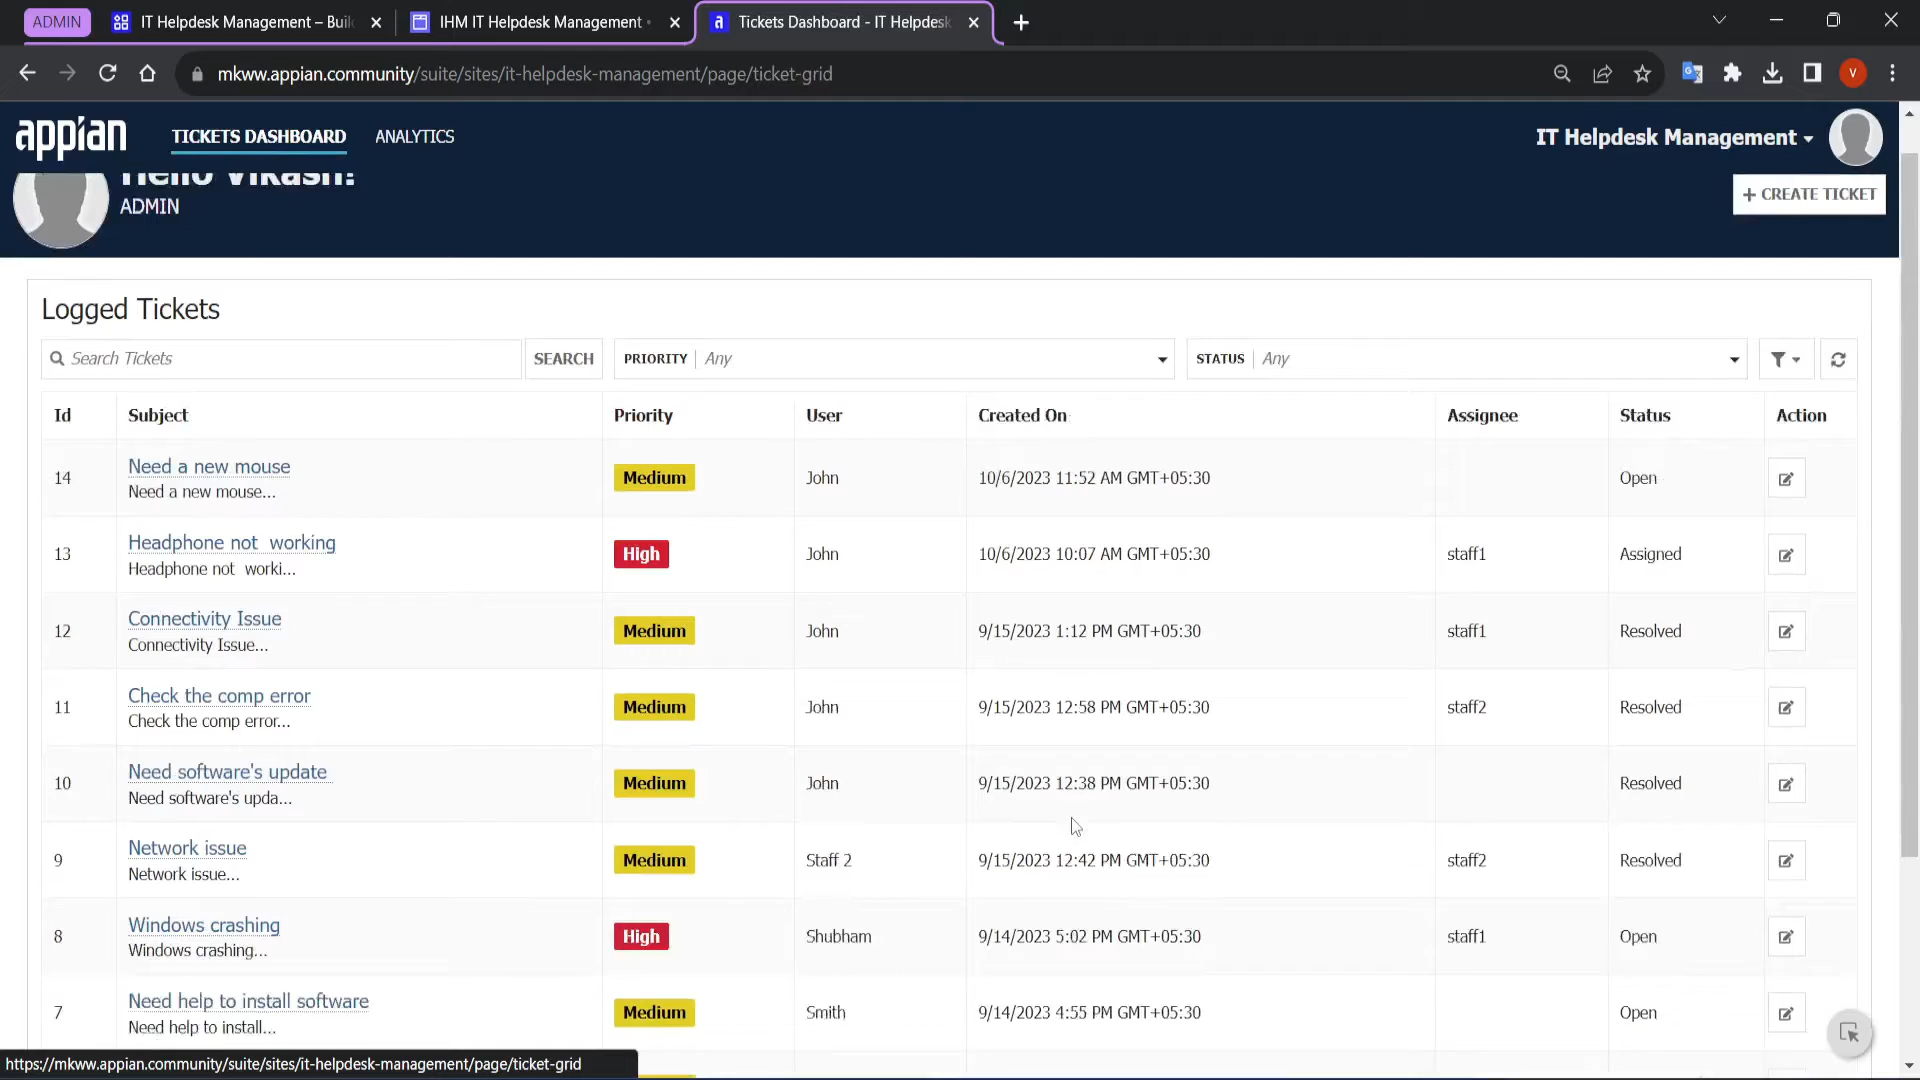 ADMIN
IT Helpdesk Management – Buil
IHM IT Helpdesk Management
Tickets Dashboard - IT Helpdesk
mkww.appian.community/suite/sites/it-helpdesk-management/page/ticket-grid
V
appian
TICKETS DASHBOARD
ANALYTICS
IT Helpdesk Management
Hello Vikash!
ADMIN
+ CREATE TICKET
Logged Tickets
Search Tickets
SEARCH
PRIORITY Any
STATUS Any
Id Subject Priority User Created On Assignee Status Action
14 Need a new mouse Medium John 10/6/2023 11:52 AM GMT+05:30 Open
Need a new mouse...
13 Headphone not working High John 10/6/2023 10:07 AM GMT+05:30 staff1 Assigned
Headphone not worki...
12 Connectivity Issue Medium John 9/15/2023 1:12 PM GMT+05:30 staff1 Resolved
Connectivity Issue...
11 Check the comp error Medium John 9/15/2023 12:58 PM GMT+05:30 staff2 Resolved
Check the comp error...
10 Need software's update Medium John 9/15/2023 12:38 PM GMT+05:30 Resolved
Need software's upda...
9 Network issue Medium Staff 2 9/15/2023 12:42 PM GMT+05:30 staff2 Resolved
Network issue...
8 Windows crashing High Shubham 9/14/2023 5:02 PM GMT+05:30 staff1 Open
Windows crashing...
7 Need help to install software Medium Smith 9/14/2023 4:55 PM GMT+05:30 Open
Need help to install...
https://mkww.appian.community/suite/sites/it-helpdesk-management/page/ticket-grid